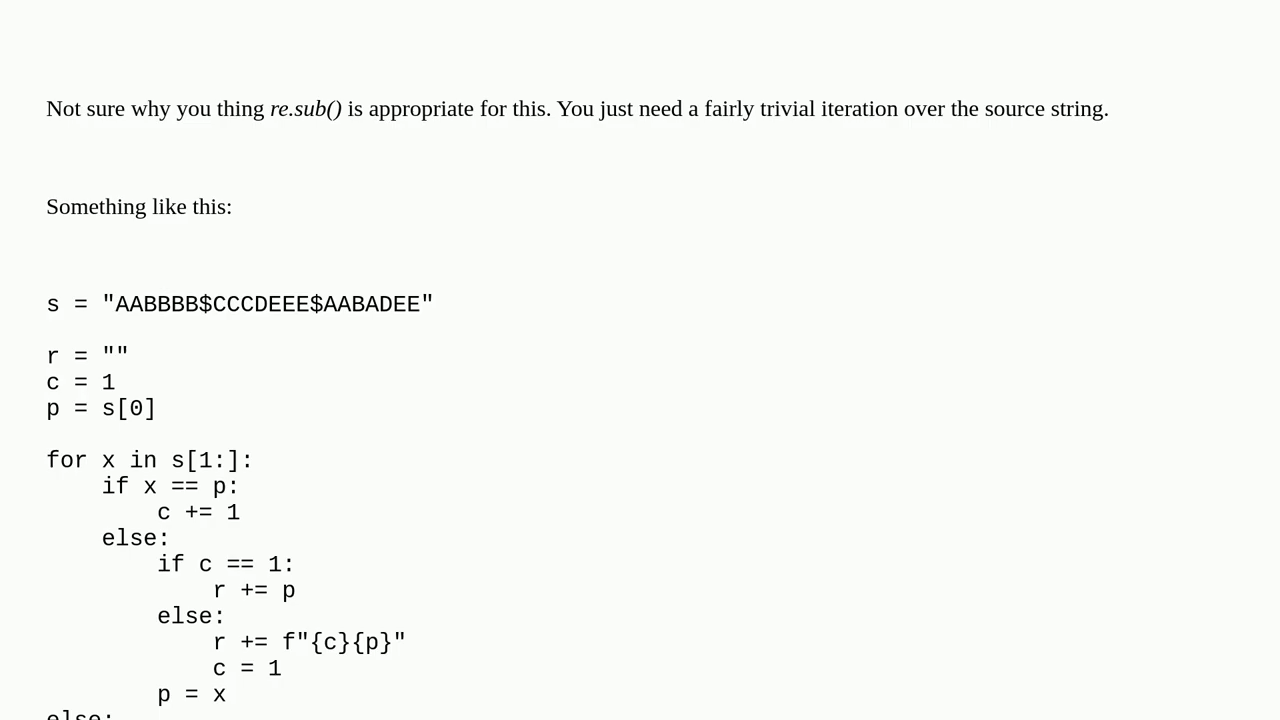 Not sure why you thing re.sub() is appropriate for this. You just need a fairly trivial iteration over the source string.
Something like this:
s = "AABBBB$CCCDEEE$AABADEE"
r = ""
c = 1
p = s[0]
for x in s[1:]:
    if x == p:
        c += 1
    else:
        if c == 1:
            r += p
        else:
            r += f"{c}{p}"
            c = 1
        p = x
else: